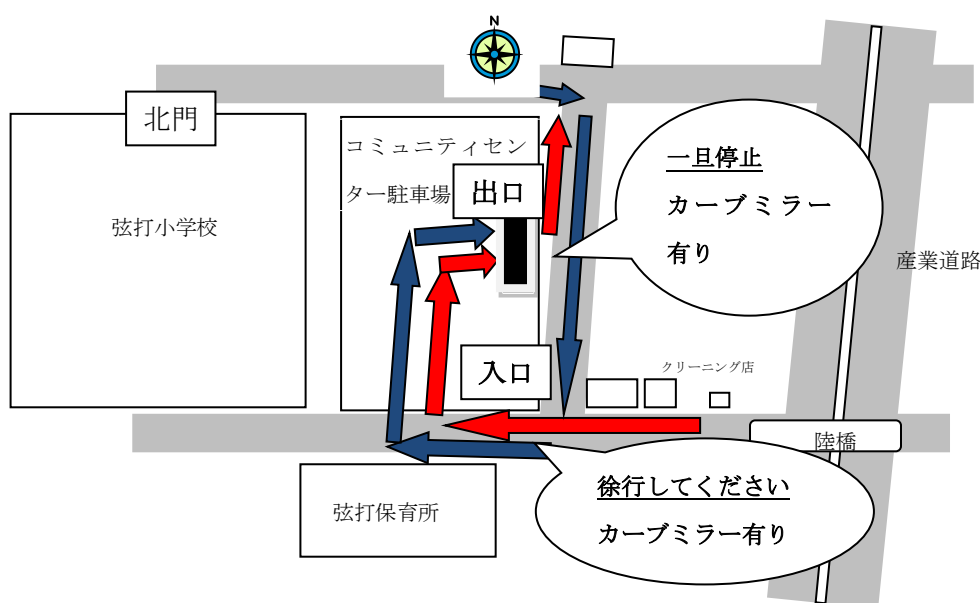 N
北門
コミュニティセン
ター駐車場
出口
一旦停止
カーブミラー
有り
弦打小学校
産業道路
入口
クリーニング店
陸橋
徐行してください
カーブミラー有り
弦打保育所